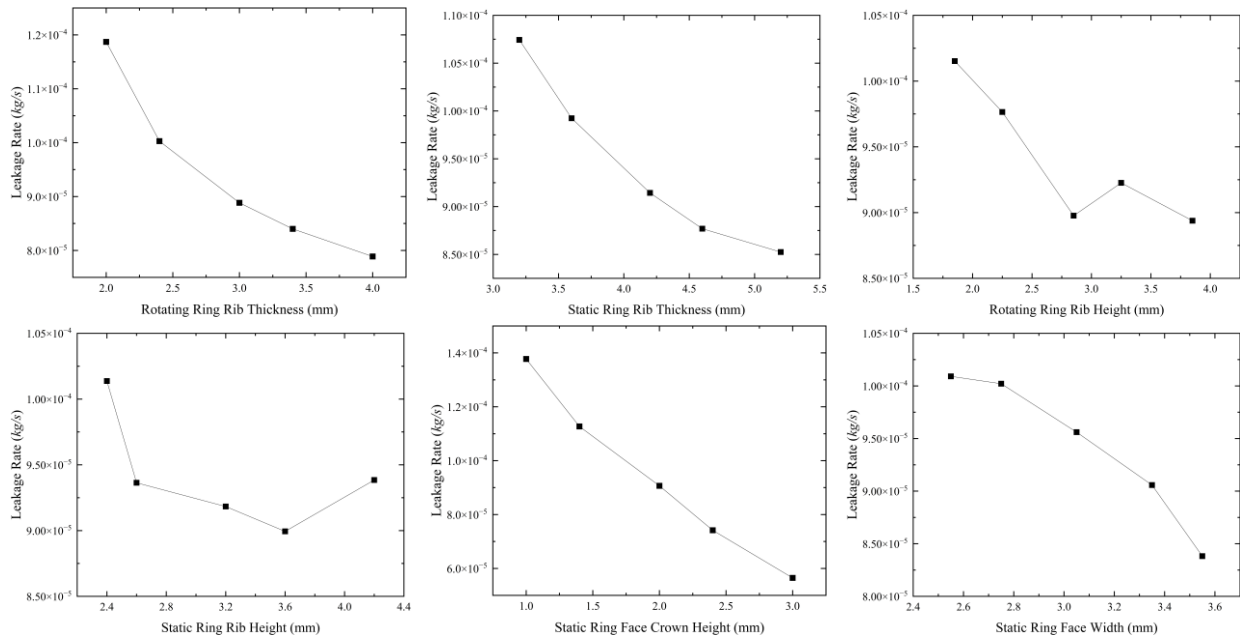 1.2×10⁻⁴
1.1×10⁻⁴
1.0×10⁻⁴
9.0×10⁻⁵
8.0×10⁻⁵
Leakage Rate (kg/s)
2.0 2.5 3.0 3.5 4.0
Rotating Ring Rib Thickness (mm)
1.10×10⁻⁴
1.05×10⁻⁴
1.00×10⁻⁴
9.50×10⁻⁵
9.00×10⁻⁵
8.50×10⁻⁵
Leakage Rate (kg/s)
3.0 3.5 4.0 4.5 5.0 5.5
Static Ring Rib Thickness (mm)
1.05×10⁻⁴
1.00×10⁻⁴
9.50×10⁻⁵
9.00×10⁻⁵
8.50×10⁻⁵
Leakage Rate (kg/s)
1.5 2.0 2.5 3.0 3.5 4.0
Rotating Ring Rib Height (mm)
1.05×10⁻⁴
1.00×10⁻⁴
9.50×10⁻⁵
9.00×10⁻⁵
8.50×10⁻⁵
Leakage Rate (kg/s)
2.4 2.8 3.2 3.6 4.0 4.4
Static Ring Rib Height (mm)
1.4×10⁻⁴
1.2×10⁻⁴
1.0×10⁻⁴
8.0×10⁻⁵
6.0×10⁻⁵
Leakage Rate (kg/s)
1.0 1.5 2.0 2.5 3.0
Static Ring Face Crown Height (mm)
1.05×10⁻⁴
1.00×10⁻⁴
9.50×10⁻⁵
9.00×10⁻⁵
8.50×10⁻⁵
8.00×10⁻⁵
Leakage Rate (kg/s)
2.4 2.6 2.8 3.0 3.2 3.4 3.6
Static Ring Face Width (mm)